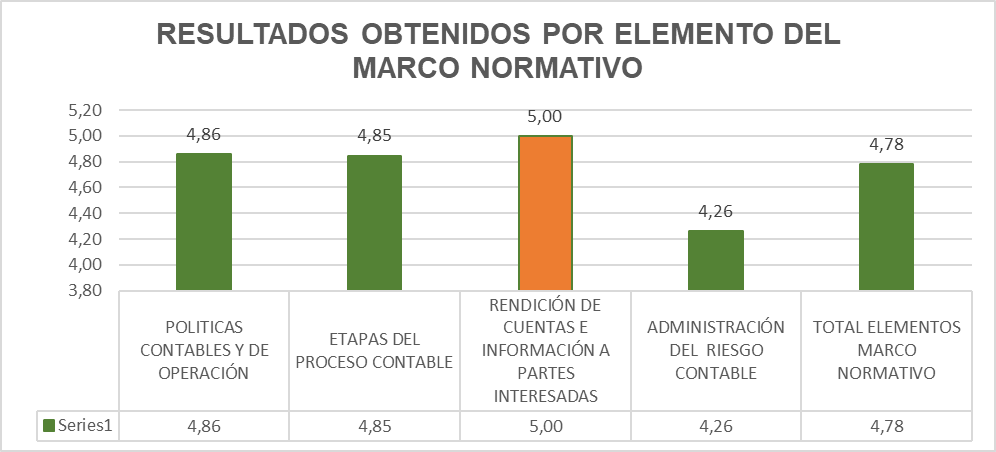 RESULTADOS OBTENIDOS POR ELEMENTO DEL
MARCO NORMATIVO
5,20
5,00
4,80
4,60
4,40
4,20
4,00
3,80
4,86
4,85
5,00
4,26
4,78
POLITICAS
CONTABLES Y DE
OPERACIÓN
ETAPAS DEL
PROCESO CONTABLE
RENDICIÓN DE
CUENTAS E
INFORMACIÓN A
PARTES
INTERESADAS
ADMINISTRACIÓN
DEL RIESGO
CONTABLE
TOTAL ELEMENTOS
MARCO
NORMATIVO
Series1 4,86 4,85 5,00 4,26 4,78